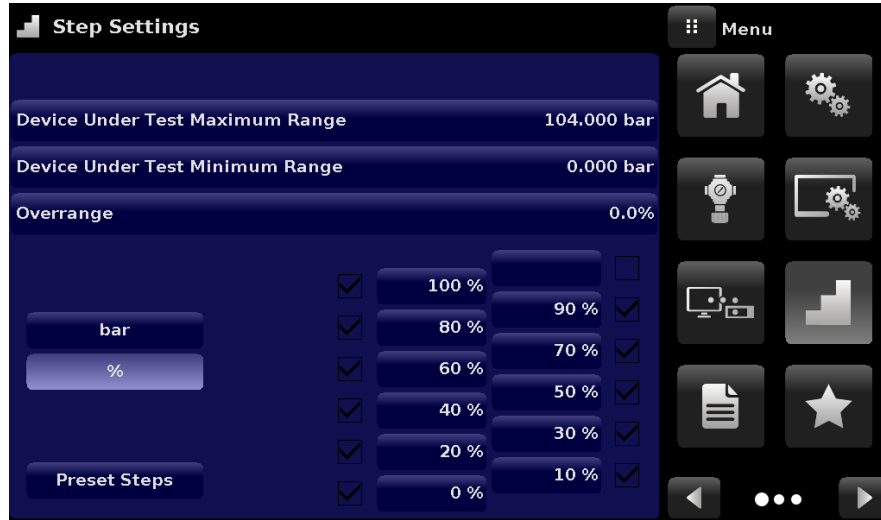 Step Settings
Menu
Device Under Test Maximum Range 104.000 bar
Device Under Test Minimum Range 0.000 bar
Overrange 0.0%
100 %
90 %
bar
80 %
70 %
%
60 %
50 %
40 %
30 %
20 %
Preset Steps
10 %
0 %